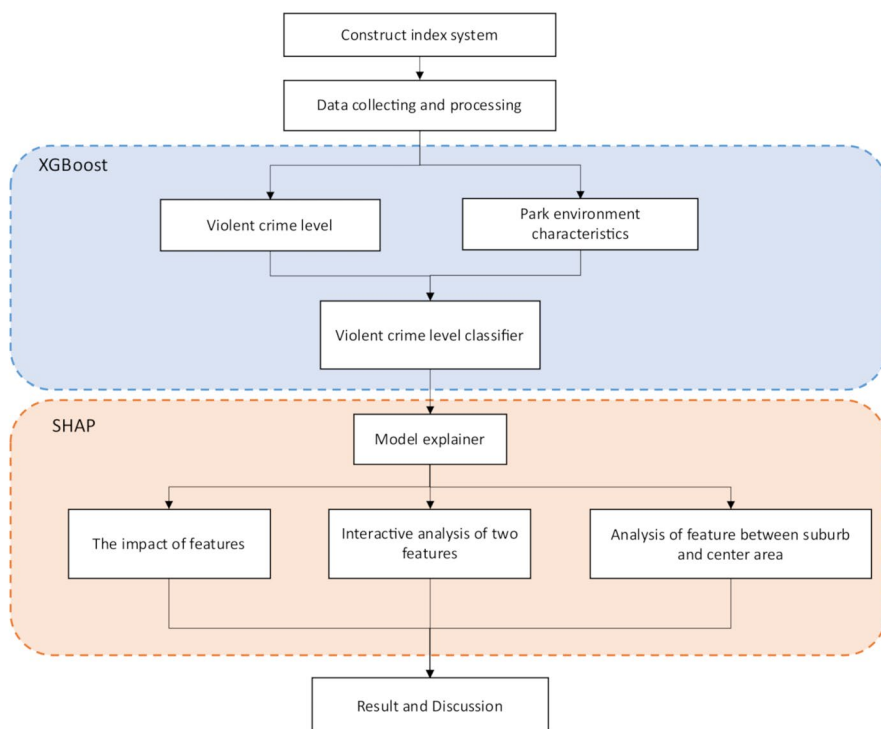 Construct index system
Data collecting and processing
XGBoost
Violent crime level
Park environment
characteristics
Violent crime level classifier
SHAP
Model explainer
The impact of features
Interactive analysis of two
features
Analysis of feature between suburb
and center area
Result and Discussion